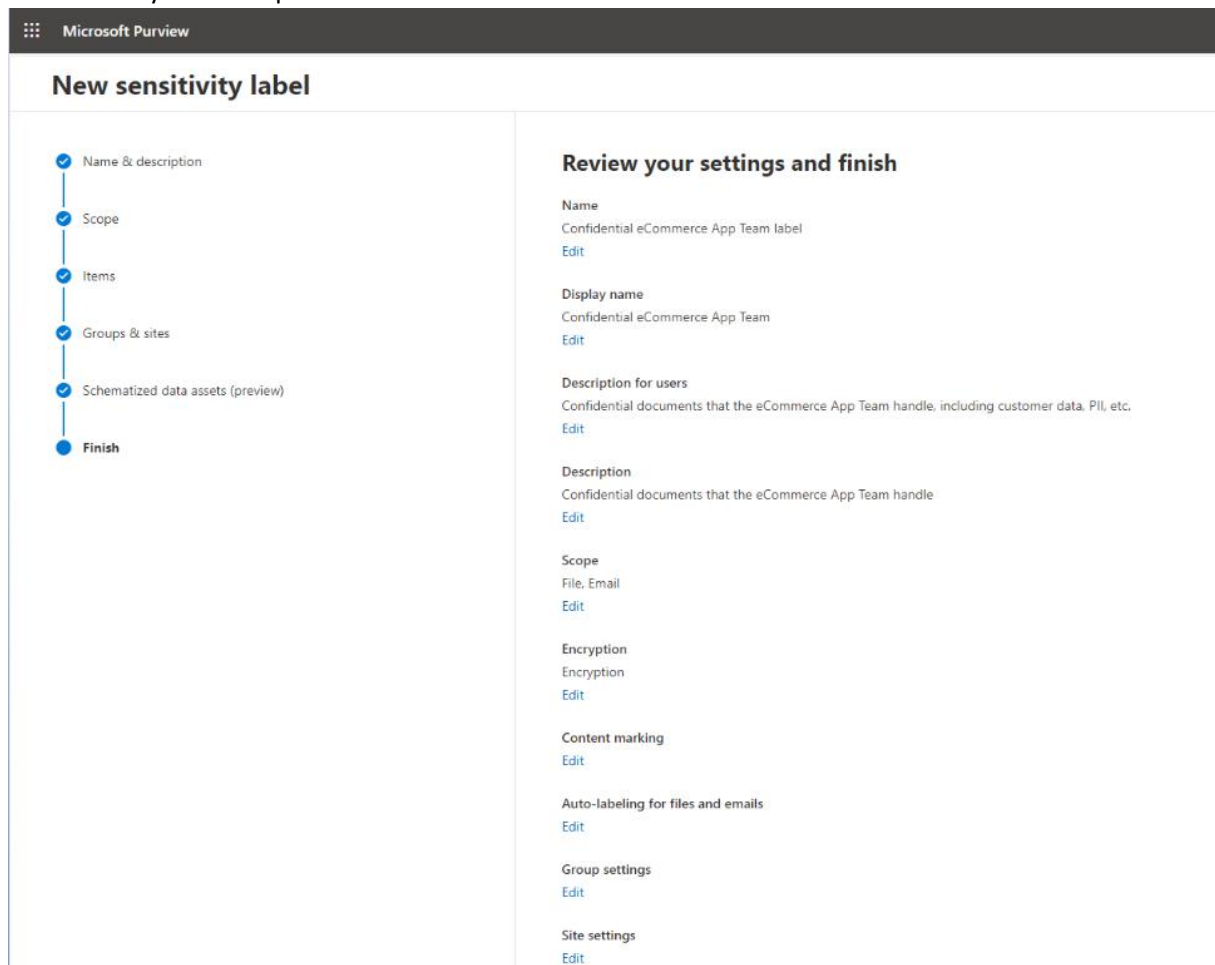 Microsoft Purview
New sensitivity label
Name & description
Scope
Items
Groups & sites
Schematized data assets (preview)
Finish
Review your settings and finish
Name
Confidential eCommerce App Team label
Edit
Display name
Confidential eCommerce App Team
Edit
Description for users
Confidential documents that the eCommerce App Team handle, including customer data, PII, etc.
Edit
Description
Confidential documents that the eCommerce App Team handle
Edit
Scope
File, Email
Edit
Encryption
Encryption
Edit
Content marking
Edit
Auto-labeling for files and emails
Edit
Group settings
Edit
Site settings
Edit